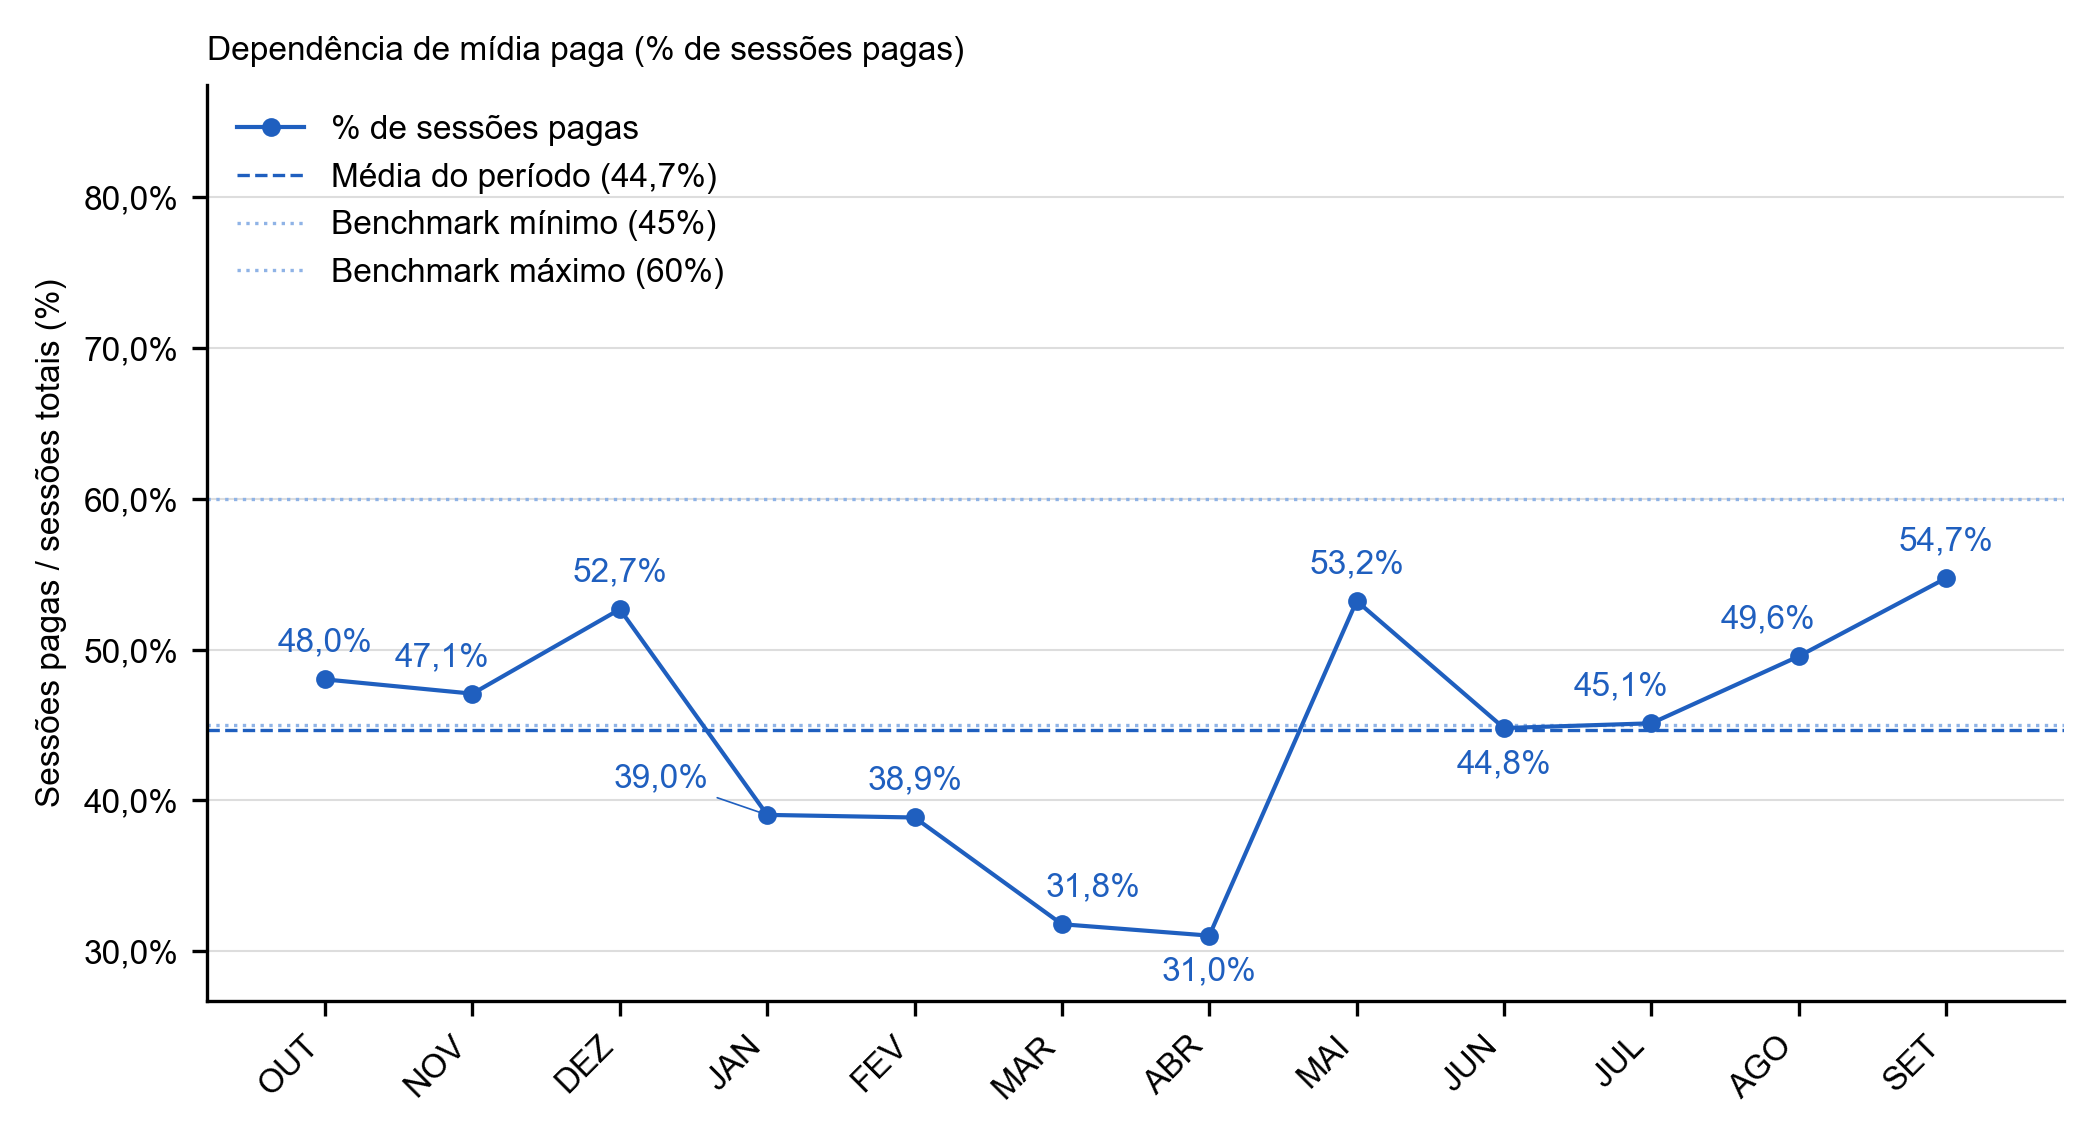 Dependência de mídia paga (% de sessões pagas)
% de sessões pagas
Média do período (44,7%)
Benchmark mínimo (45%)
Benchmark máximo (60%)
Sessões pagas / sessões totais (%)
80,0%
70,0%
60,0%
50,0%
40,0%
30,0%
48,0%
47,1%
52,7%
39,0%
38,9%
31,8%
31,0%
53,2%
44,8%
45,1%
49,6%
54,7%
OUT
NOV
DEZ
JAN
FEV
MAR
ABR
MAI
JUN
JUL
AGO
SET